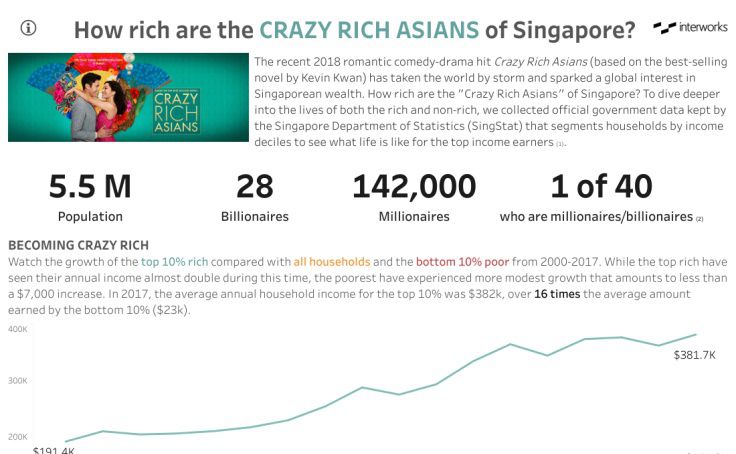 How rich are the CRAZY RICH ASIANS of Singapore?
interworks
CRAZY
RICH
ASIANS
The recent 2018 romantic comedy-drama hit Crazy Rich Asians (based on the best-selling
novel by Kevin Kwan) has taken the world by storm and sparked a global interest in
Singaporean wealth. How rich are the "Crazy Rich Asians" of Singapore? To dive deeper
into the lives of both the rich and non-rich, we collected official government data kept by
the Singapore Department of Statistics (SingStat) that segments households by income
deciles to see what life is like for the top income earners (1).
5.5 M
Population
28
Billionaires
142,000
Millionaires
1 of 40
who are millionaires/billionaires (2)
BECOMING CRAZY RICH
Watch the growth of the top 10% rich compared with all households and the bottom 10% poor from 2000-2017. While the top rich have
seen their annual income almost double during this time, the poorest have experienced more modest growth that amounts to less than
a $7,000 increase. In 2017, the average annual household income for the top 10% was $382k, over 16 times the average amount
earned by the bottom 10% ($23k).
400K
$381.7K
300K
200K
$191.4K